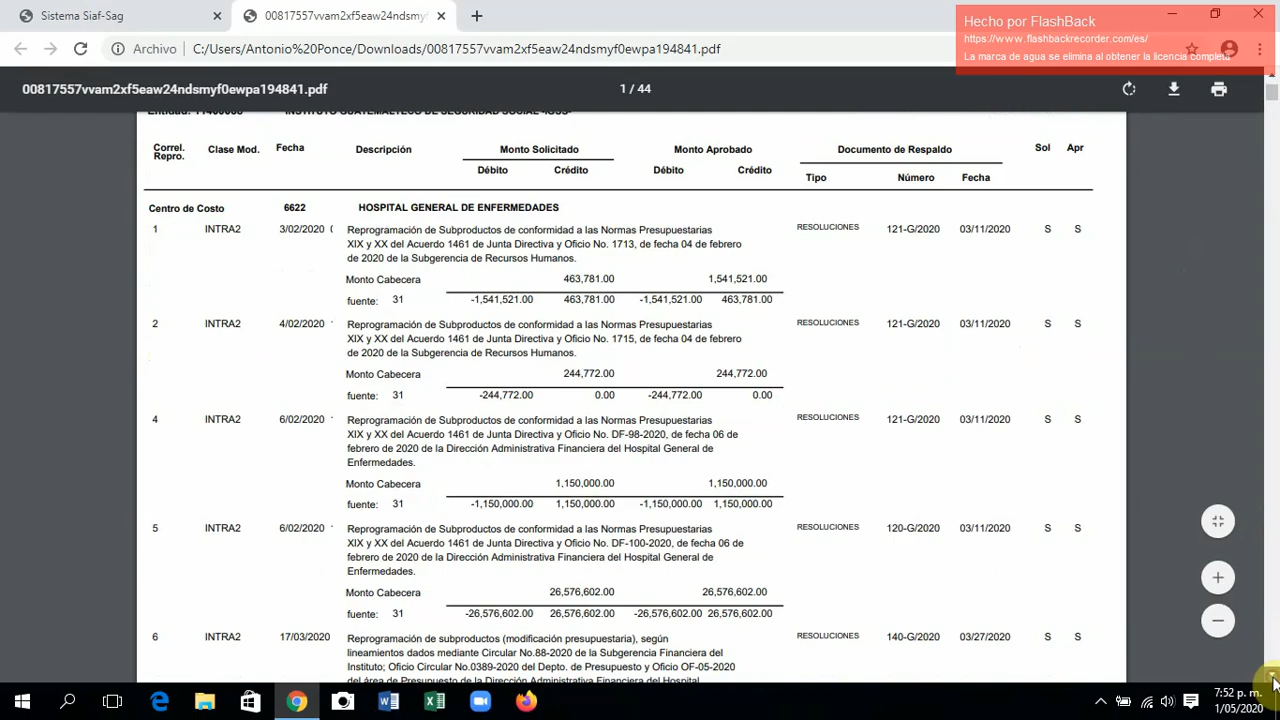 Sistema Siaf-Sag
00817557vvam2xf5eaw24ndsmyf
Hecho por FlashBack
https://www.flashbackrecorder.com/es/
La marca de agua se elimina al obtener la licencia completa
Archivo C:/Users/Antonio%20Ponce/Downloads/00817557vvam2xf5eaw24ndsmyf0ewpa194841.pdf
00817557vvam2xf5eaw24ndsmyf0ewpa194841.pdf 1 / 44
INSTITUTO GUATEMALTECO DE SEGURIDAD SOCIAL -IGSS-
Correl. Repro. Clase Mod. Fecha Descripción Monto Solicitado Monto Aprobado Documento de Respaldo Sol Apr
Débito Crédito Débito Crédito Tipo Número Fecha
Centro de Costo 6622 HOSPITAL GENERAL DE ENFERMEDADES
1 INTRA2 3/02/2020 Reprogramación de Subproductos de conformidad a las Normas Presupuestarias RESOLUCIONES 121-G/2020 03/11/2020 S S
XIX y XX del Acuerdo 1461 de Junta Directiva y Oficio No. 1713, de fecha 04 de febrero
de 2020 de la Subgerencia de Recursos Humanos.
Monto Cabecera 463,781.00 1,541,521.00
fuente: 31 -1,541,521.00 463,781.00 -1,541,521.00 463,781.00
2 INTRA2 4/02/2020 Reprogramación de Subproductos de conformidad a las Normas Presupuestarias RESOLUCIONES 121-G/2020 03/11/2020 S S
XIX y XX del Acuerdo 1461 de Junta Directiva y Oficio No. 1715, de fecha 04 de febrero
de 2020 de la Subgerencia de Recursos Humanos.
Monto Cabecera 244,772.00 244,772.00
fuente: 31 -244,772.00 0.00 -244,772.00 0.00
4 INTRA2 6/02/2020 Reprogramación de Subproductos de conformidad a las Normas Presupuestarias RESOLUCIONES 121-G/2020 03/11/2020 S S
XIX y XX del Acuerdo 1461 de Junta Directiva y Oficio No. DF-98-2020, de fecha 06 de
febrero de 2020 de la Dirección Administrativa Financiera del Hospital General de
Enfermedades.
Monto Cabecera 1,150,000.00 1,150,000.00
fuente: 31 -1,150,000.00 1,150,000.00 -1,150,000.00 1,150,000.00
5 INTRA2 6/02/2020 Reprogramación de Subproductos de conformidad a las Normas Presupuestarias RESOLUCIONES 120-G/2020 03/11/2020 S S
XIX y XX del Acuerdo 1461 de Junta Directiva y Oficio No. DF-100-2020, de fecha 06 de
febrero de 2020 de la Dirección Administrativa Financiera del Hospital General de
Enfermedades.
Monto Cabecera 26,576,602.00 26,576,602.00
fuente: 31 -26,576,602.00 26,576,602.00 -26,576,602.00 26,576,602.00
6 INTRA2 17/03/2020 Reprogramación de subproductos (modificación presupuestaria), según RESOLUCIONES 140-G/2020 03/27/2020 S S
lineamientos dados mediante Circular No.88-2020 de la Subgerencia Financiera del
Instituto; Oficio Circular No.0389-2020 del Depto. de Presupuesto y Oficio OF-05-2020
del área de Presupuesto de la Dirección Administrativa Financiera del Hospital
7:52 p. m.
1/05/2020